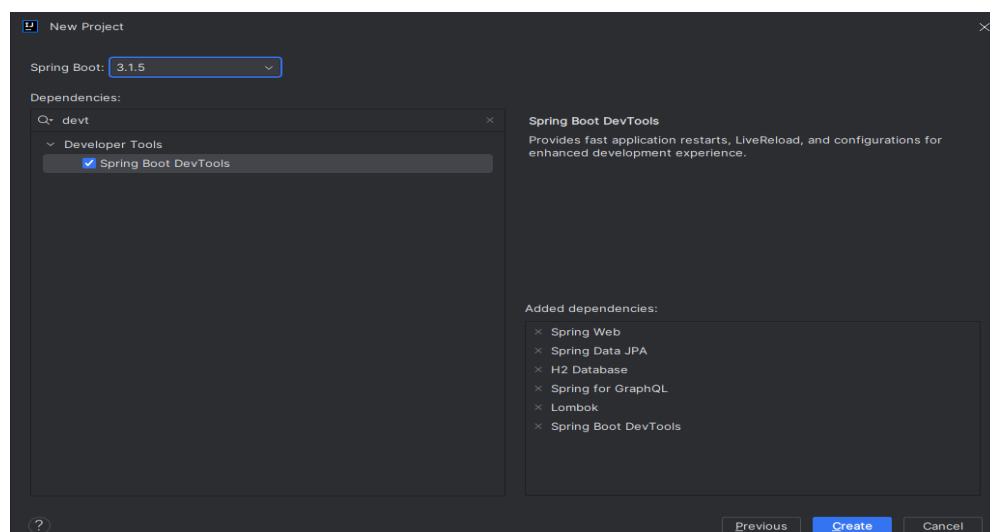 New Project
Spring Boot: 3.1.5
Dependencies:
devt
Developer Tools
Spring Boot DevTools
Spring Boot DevTools
Provides fast application restarts, LiveReload, and configurations for
enhanced development experience.
Added dependencies:
Spring Web
Spring Data JPA
H2 Database
Spring for GraphQL
Lombok
Spring Boot DevTools
?
Previous
Create
Cancel